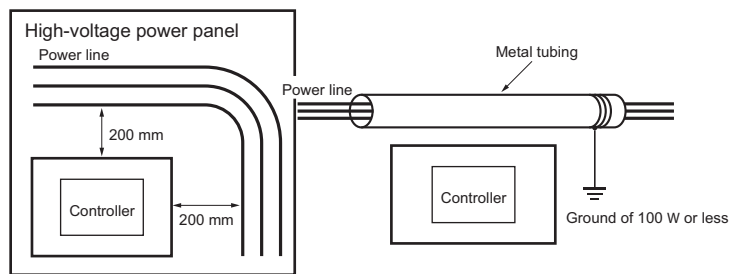 High-voltage power panel
Power line
200 mm
Controller
200 mm
Metal tubing
Power line
Controller
Ground of 100 W or less